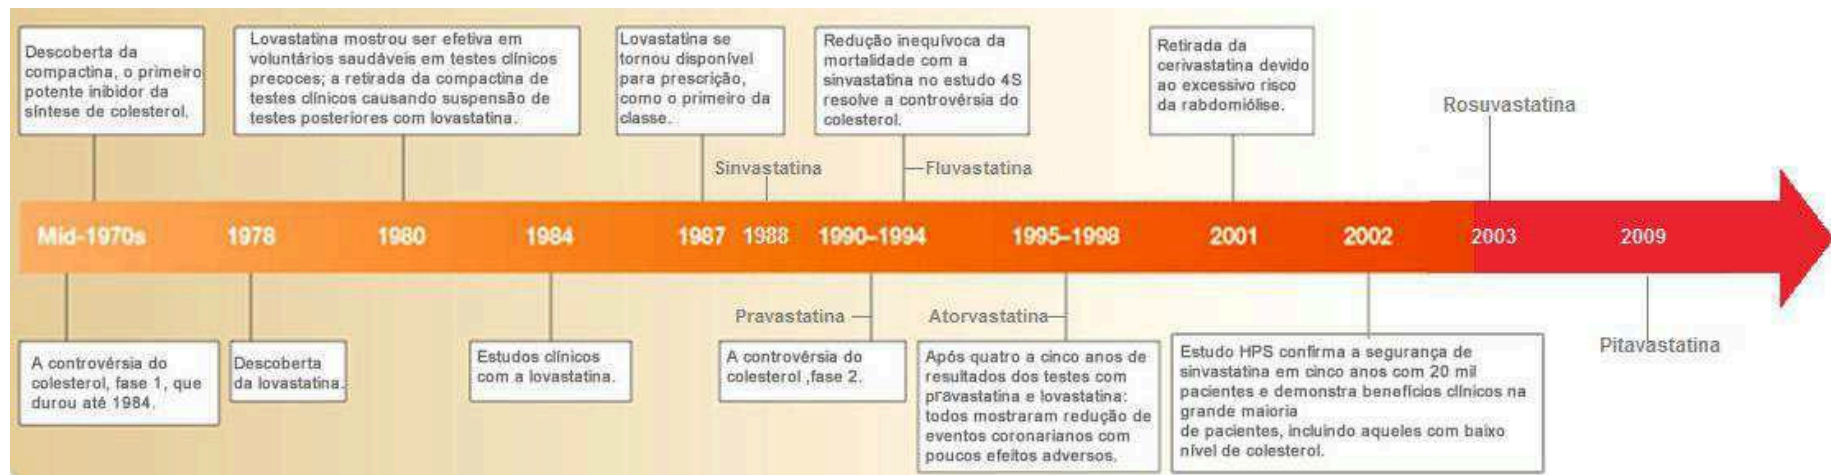 Descoberta da
compactina, o primeiro
potente inibidor da
síntese de colesterol.
Lovastatina mostrou ser efetiva em
voluntários saudáveis em testes clínicos
precoces; a retirada da compactina de
testes clínicos causando suspensão de
testes posteriores com lovastatina.
Lovastatina se
tornou disponível
para prescrição,
como o primeiro da
classe.
Redução inequívoca da
mortalidade com a
sinvastatina no estudo 4S
resolve a controvérsia do
colesterol.
Retirada da
cerivastatina devido
ao excessivo risco
da rabdomiólise.
Rosuvastatina
Sinvastatina
Fluvastatina
Mid-1970s 1978 1980 1984 1987 1988 1990–1994 1995–1998 2001 2002 2003 2009
Pravastatina
Atorvastatina
Pitavastatina
A controvérsia do
colesterol, fase 1, que
durou até 1984.
Descoberta
da lovastatina.
Estudos clínicos
com a lovastatina.
A controvérsia do
colesterol ,fase 2.
Após quatro a cinco anos de
resultados dos testes com
pravastatina e lovastatina:
todos mostraram redução de
eventos coronarianos com
poucos efeitos adversos.
Estudo HPS confirma a segurança de
sinvastatina em cinco anos com 20 mil
pacientes e demonstra benefícios clínicos na
grande maioria
de pacientes, incluindo aqueles com baixo
nível de colesterol.